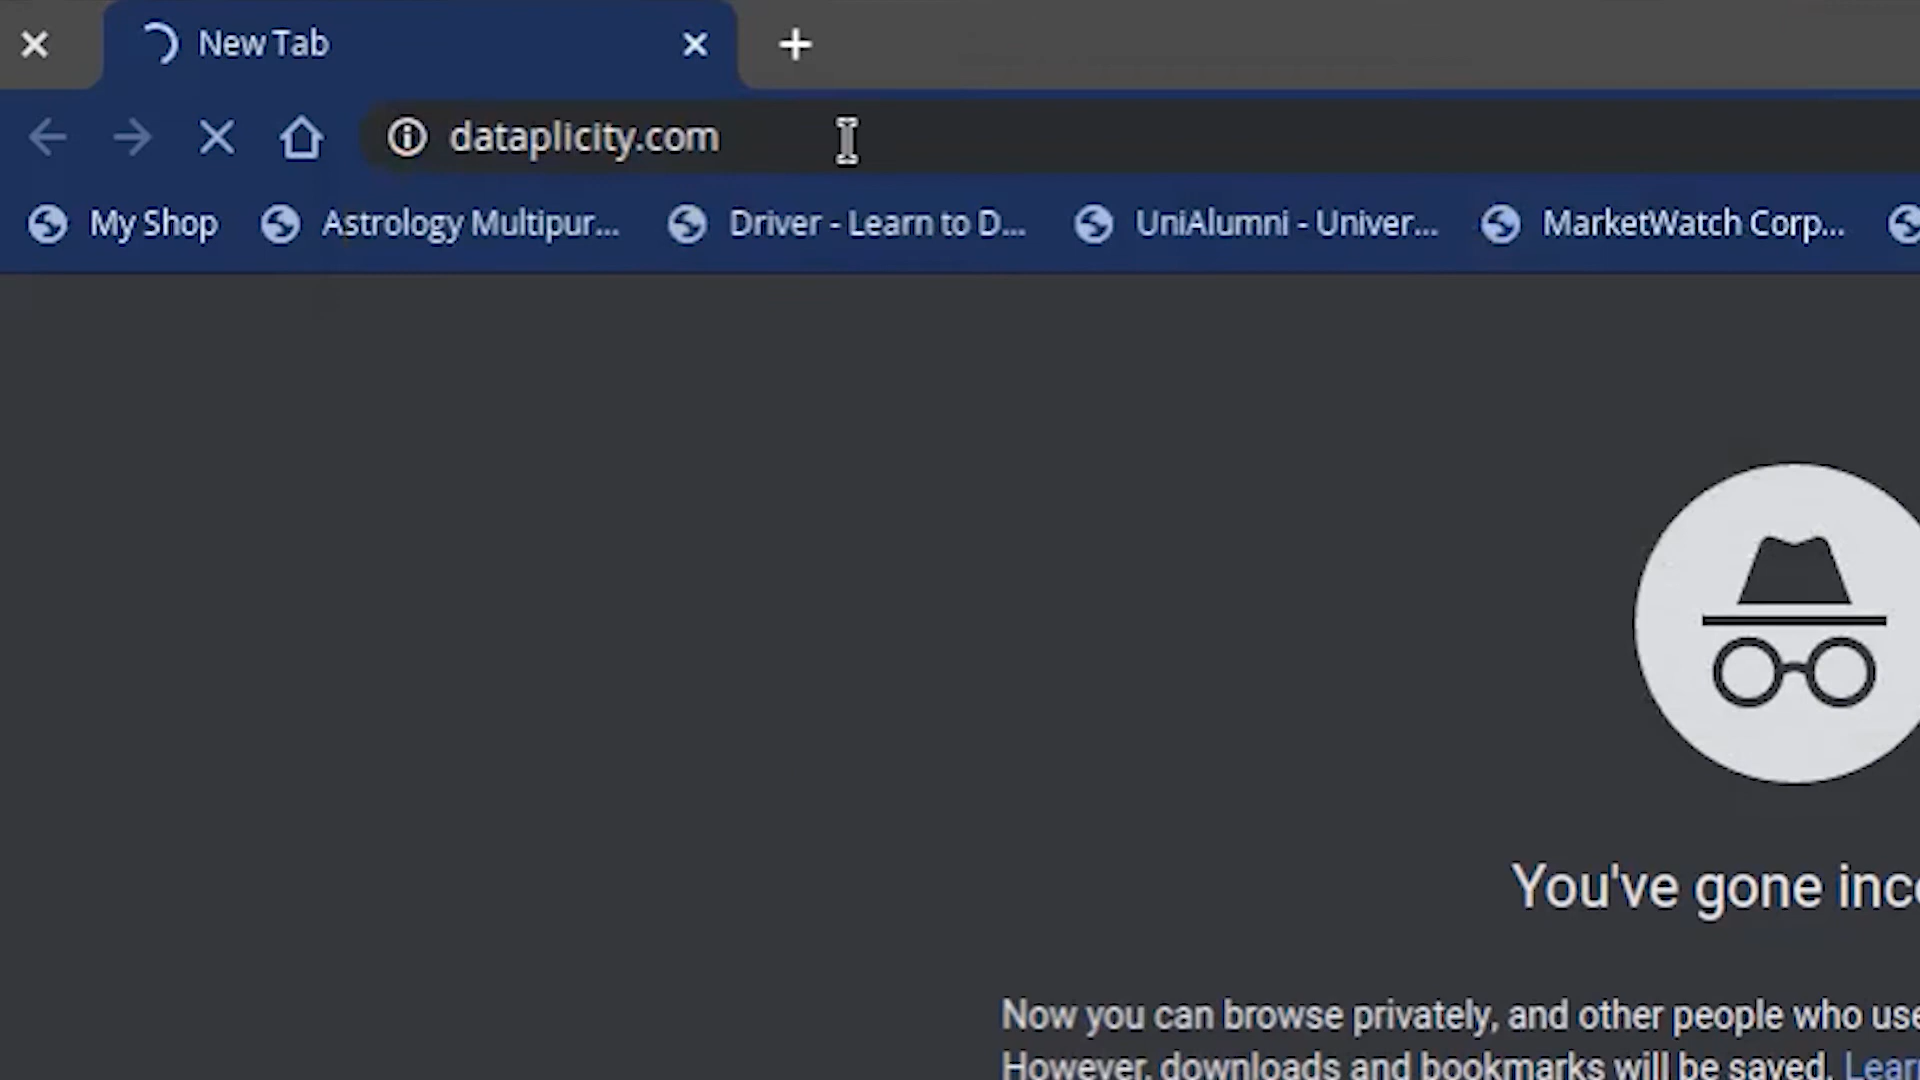 New Tab
dataplicity.com
My Shop Astrology Multipur... Driver - Learn to D... UniAlumni - Univer... MarketWatch Corp...
You've gone inco
Now you can browse privately, and other people who use
However, downloads and bookmarks will be saved. Lear